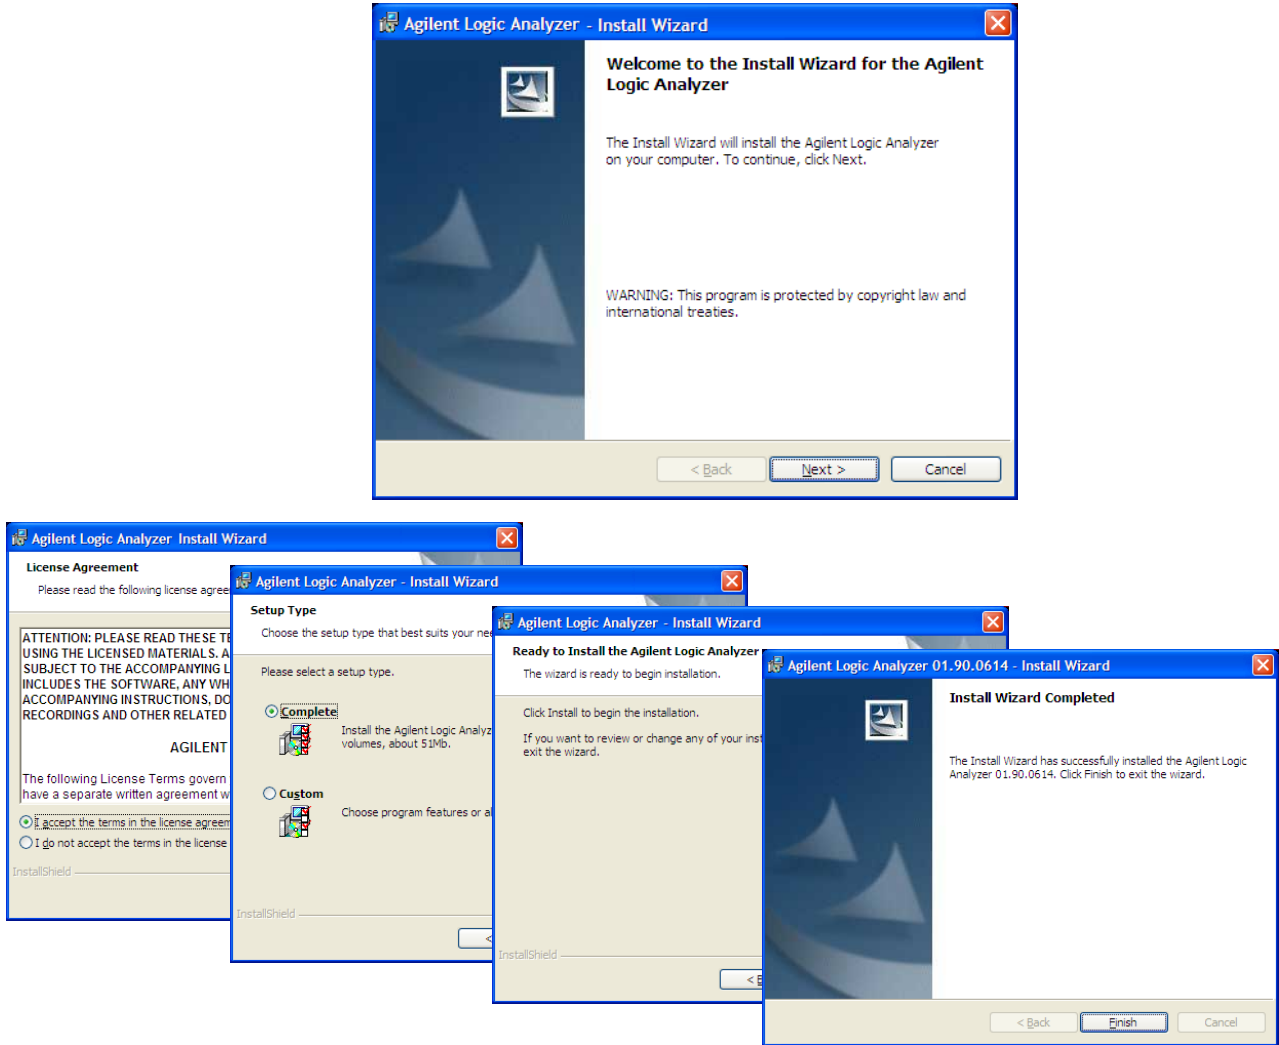 Agilent Logic Analyzer - Install Wizard
Welcome to the Install Wizard for the Agilent
Logic Analyzer
The Install Wizard will install the Agilent Logic Analyzer
on your computer. To continue, click Next.
WARNING: This program is protected by copyright law and
international treaties.
< Back
Next >
Cancel
Agilent Logic Analyzer Install Wizard
License Agreement
Please read the following license agree
ATTENTION: PLEASE READ THESE TE
USING THE LICENSED MATERIALS. A
SUBJECT TO THE ACCOMPANYING L
INCLUDES THE SOFTWARE, ANY WH
ACCOMPANYING INSTRUCTIONS, DO
RECORDINGS AND OTHER RELATED
AGILENT
The following License Terms govern
have a separate written agreement w
I accept the terms in the license agreem
I do not accept the terms in the license
InstallShield
Agilent Logic Analyzer - Install Wizard
Setup Type
Choose the setup type that best suits your nee
Please select a setup type.
Complete
Install the Agilent Logic Analyz
volumes, about 51Mb.
Custom
Choose program features or al
InstallShield
<
Agilent Logic Analyzer - Install Wizard
Ready to Install the Agilent Logic Analyzer
The wizard is ready to begin installation.
Click Install to begin the installation.
If you want to review or change any of your inst
exit the wizard.
InstallShield
< B
Agilent Logic Analyzer 01.90.0614 - Install Wizard
Install Wizard Completed
The Install Wizard has successfully installed the Agilent Logic
Analyzer 01.90.0614. Click Finish to exit the wizard.
< Back
Finish
Cancel